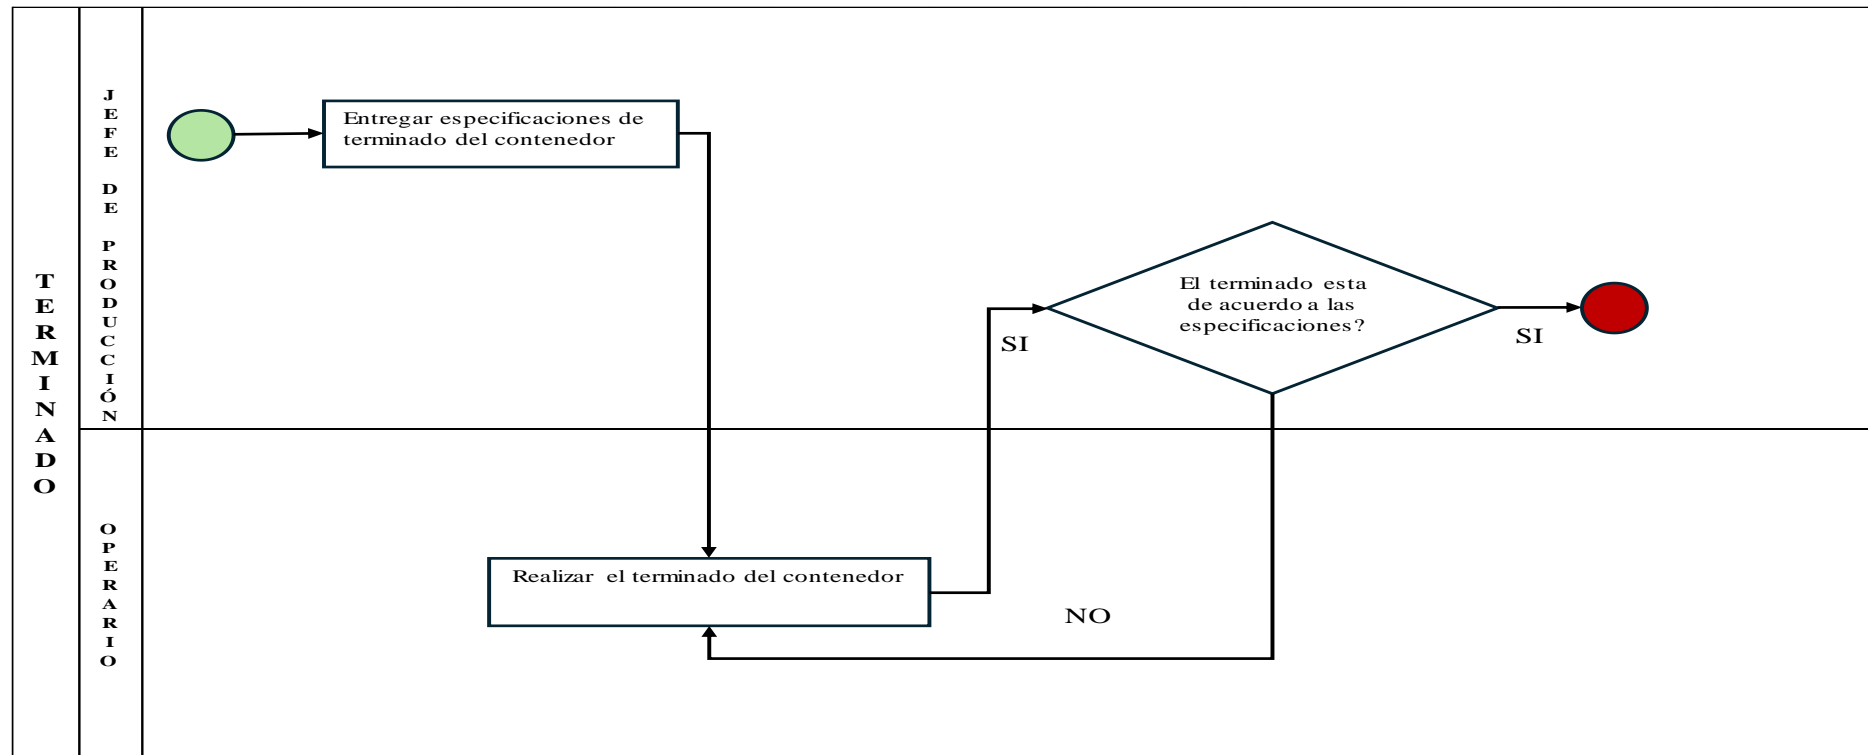 TERMINADO
JEFE DE PRODUCCIÓN
Entregar especificaciones de
terminado del contenedor
El terminado esta
de acuerdo a las
especificaciones?
SI
SI
OPERARIO
Realizar el terminado del contenedor
NO